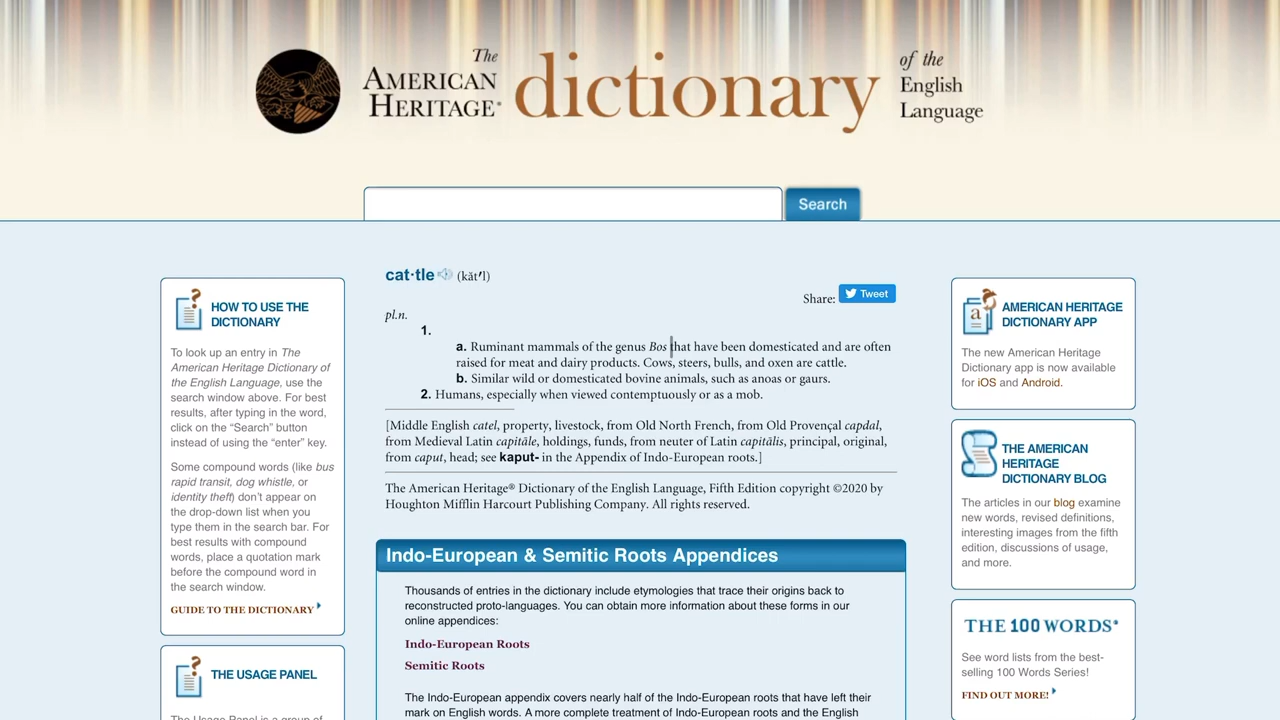 The
AMERICAN
HERITAGE®
dictionary
of the
English
Language
Search
HOW TO USE THE
DICTIONARY
To look up an entry in The
American Heritage Dictionary of
the English Language, use the
search window above. For best
results, after typing in the word,
click on the “Search” button
instead of using the “enter” key.
Some compound words (like bus
rapid transit, dog whistle, or
identity theft) don’t appear on
the drop-down list when you
type them in the search bar. For
best results with compound
words, place a quotation mark
before the compound word in
the search window.
GUIDE TO THE DICTIONARY
THE USAGE PANEL
The Usage Panel is a group of
cat·tle (kăt′l)
Share: Tweet
pl.n.
1.
a. Ruminant mammals of the genus Bos that have been domesticated and are often
raised for meat and dairy products. Cows, steers, bulls, and oxen are cattle.
b. Similar wild or domesticated bovine animals, such as anoas or gaurs.
2. Humans, especially when viewed contemptuously or as a mob.
[Middle English catel, property, livestock, from Old North French, from Old Provençal capdal,
from Medieval Latin capitāle, holdings, funds, from neuter of Latin capitālis, principal, original,
from caput, head; see kaput- in the Appendix of Indo-European roots.]
The American Heritage® Dictionary of the English Language, Fifth Edition copyright ©2020 by
Houghton Mifflin Harcourt Publishing Company. All rights reserved.
Indo-European & Semitic Roots Appendices
Thousands of entries in the dictionary include etymologies that trace their origins back to
reconstructed proto-languages. You can obtain more information about these forms in our
online appendices:
Indo-European Roots
Semitic Roots
The Indo-European appendix covers nearly half of the Indo-European roots that have left their
mark on English words. A more complete treatment of Indo-European roots and the English
AMERICAN HERITAGE
DICTIONARY APP
The new American Heritage
Dictionary app is now available
for iOS and Android.
THE AMERICAN
HERITAGE
DICTIONARY BLOG
The articles in our blog examine
new words, revised definitions,
interesting images from the fifth
edition, discussions of usage,
and more.
THE 100 WORDS®
See word lists from the best-
selling 100 Words Series!
FIND OUT MORE!